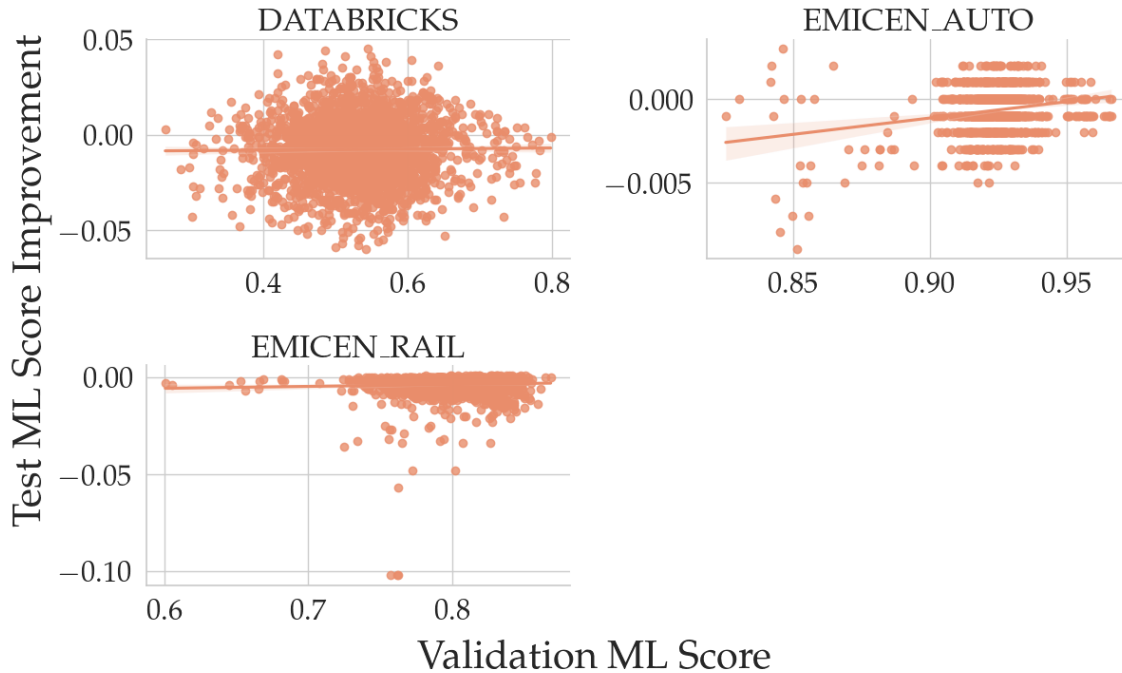 DATABRICKS
EMICEN_AUTO
0.05
0.00
−0.05
0.4 0.6 0.8
0.000
−0.005
0.85 0.90 0.95
EMICEN_RAIL
0.00
−0.05
−0.10
0.6 0.7 0.8
Test ML Score Improvement
Validation ML Score